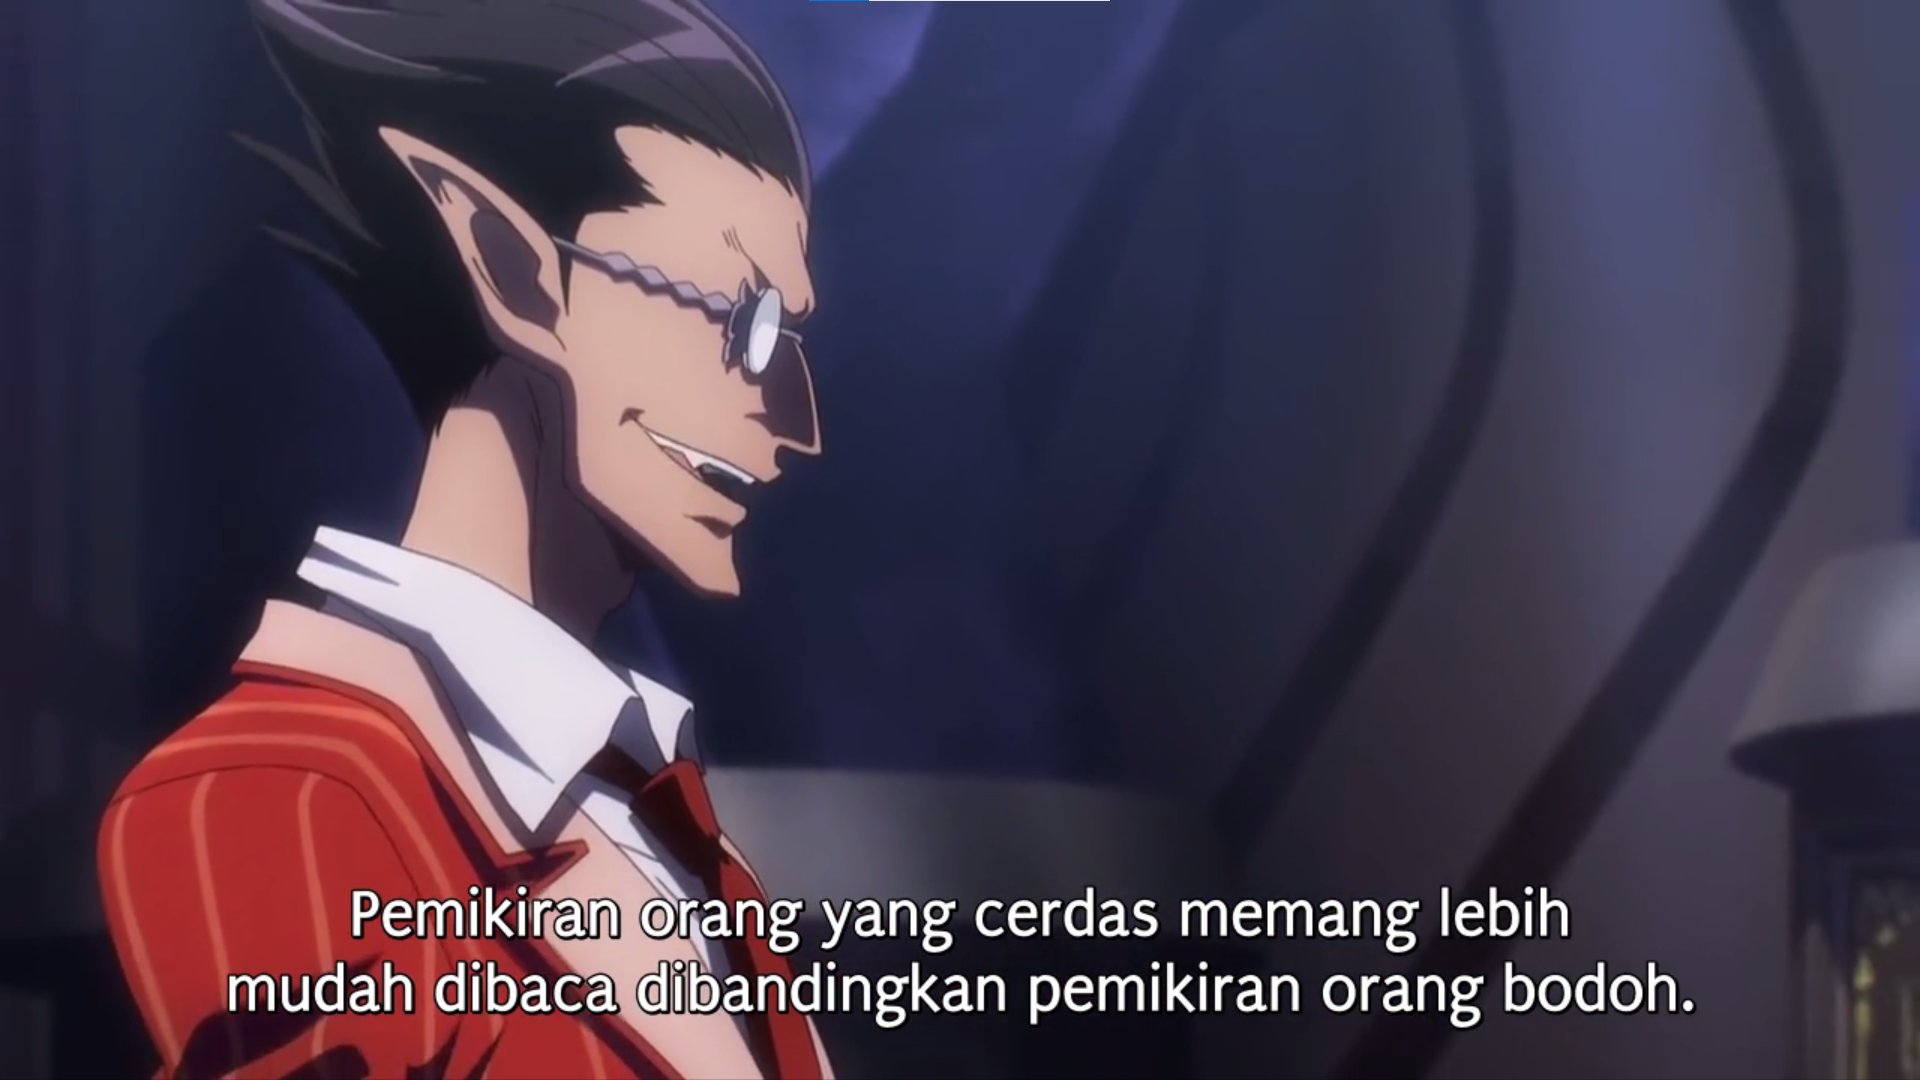 Pemikiran orang yang cerdas memang lebih
mudah dibaca dibandingkan pemikiran orang bodoh.